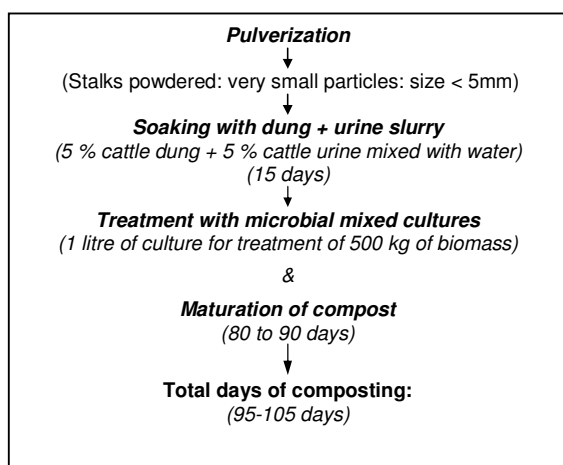 Pulverization
(Stalks powdered: very small particles: size < 5mm)
Soaking with dung + urine slurry
(5 % cattle dung + 5 % cattle urine mixed with water)
(15 days)
Treatment with microbial mixed cultures
(1 litre of culture for treatment of 500 kg of biomass)
&
Maturation of compost
(80 to 90 days)
Total days of composting:
(95-105 days)